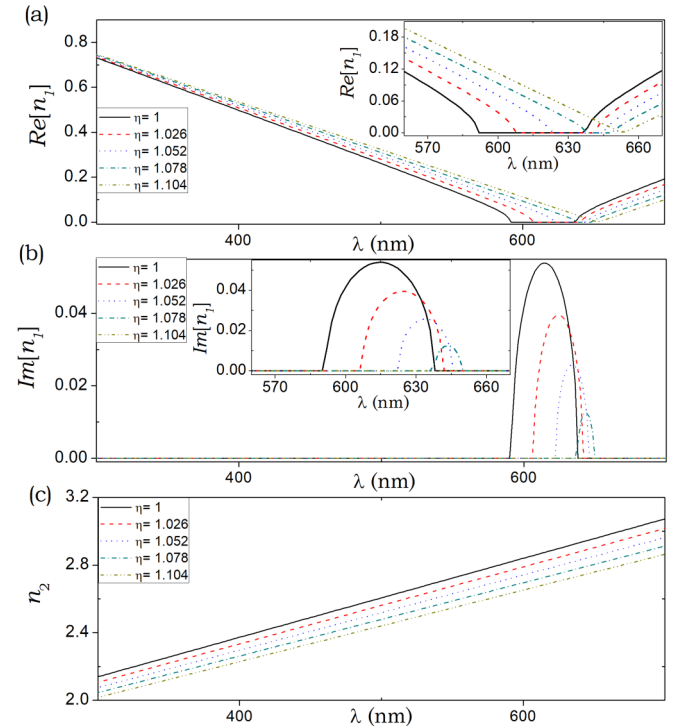 (a)
Re[n₁]
0.8
0.6
0.4
0.2
0.0
η= 1
η= 1.026
η= 1.052
η= 1.078
η= 1.104
Re[n₁]
0.18
0.12
0.06
0.00
570 600 630 660
λ (nm)
400 600
λ (nm)
(b)
Im[n₁]
0.04
0.02
0.00
η= 1
η= 1.026
η= 1.052
η= 1.078
η= 1.104
Im[n₁]
0.04
0.02
0.00
570 600 630 660
λ (nm)
400 600
λ (nm)
(c)
n₂
3.2
2.8
2.4
2.0
η= 1
η= 1.026
η= 1.052
η= 1.078
η= 1.104
400 600
λ (nm)